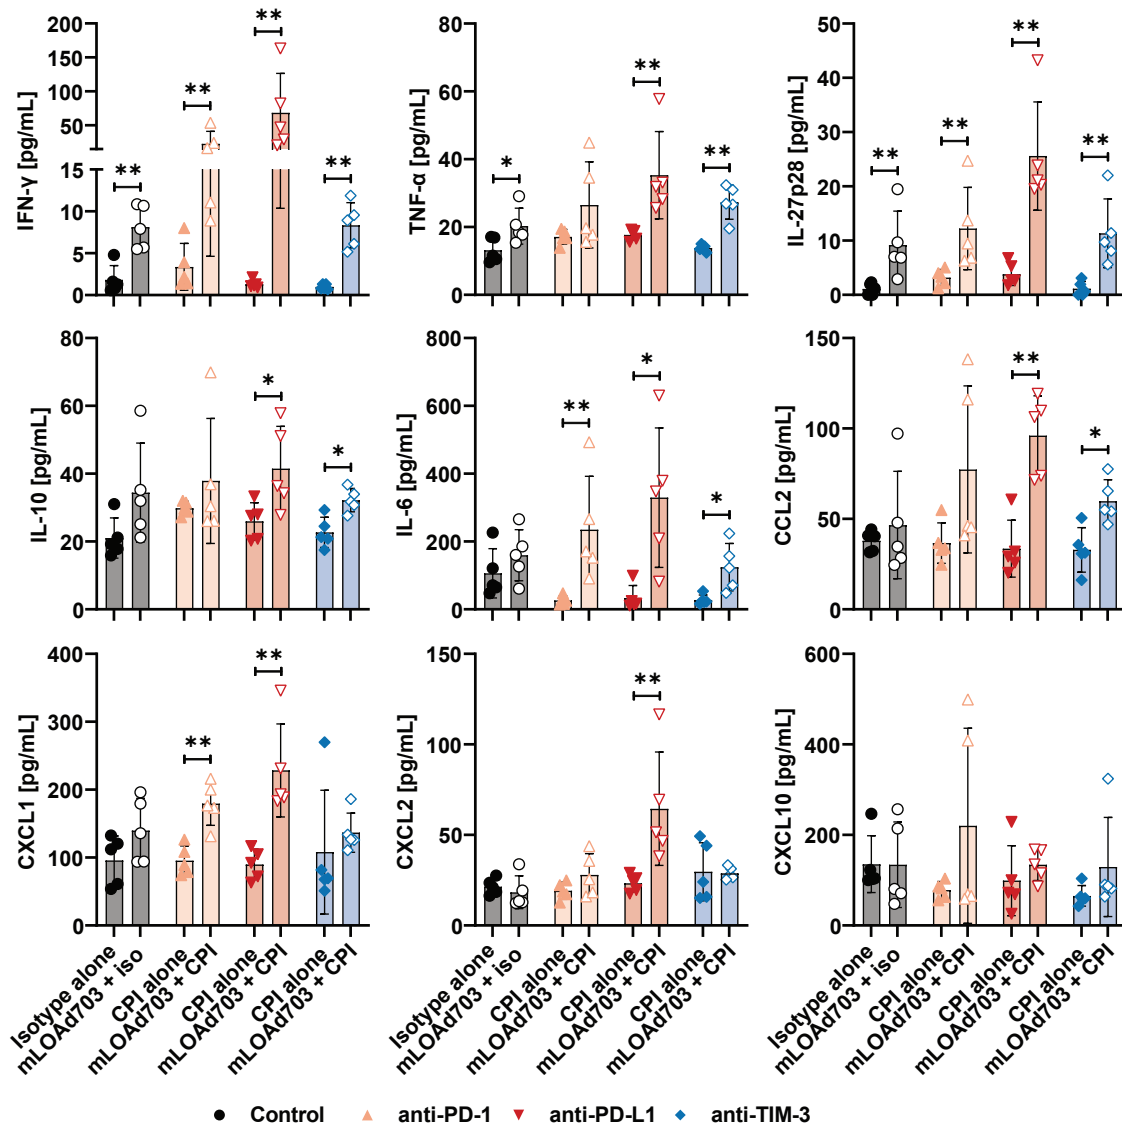 IFN-γ [pg/mL]
200
150
100
50
15
10
5
0
** ** ** **
TNF-α [pg/mL]
80
60
40
20
0
* ** **
IL-27p28 [pg/mL]
50
40
30
20
10
0
** ** ** **
IL-10 [pg/mL]
80
60
40
20
0
* *
IL-6 [pg/mL]
800
600
400
200
0
** * *
CCL2 [pg/mL]
150
100
50
0
** *
CXCL1 [pg/mL]
400
300
200
100
0
** **
Isotype alone
mLOAd703 + iso
CPI alone
mLOAd703 + CPI
CPI alone
mLOAd703 + CPI
CPI alone
mLOAd703 + CPI
CXCL2 [pg/mL]
150
100
50
0
**
Isotype alone
mLOAd703 + iso
CPI alone
mLOAd703 + CPI
CPI alone
mLOAd703 + CPI
CPI alone
mLOAd703 + CPI
CXCL10 [pg/mL]
600
400
200
0
Isotype alone
mLOAd703 + iso
CPI alone
mLOAd703 + CPI
CPI alone
mLOAd703 + CPI
CPI alone
mLOAd703 + CPI
Control anti-PD-1 anti-PD-L1 anti-TIM-3